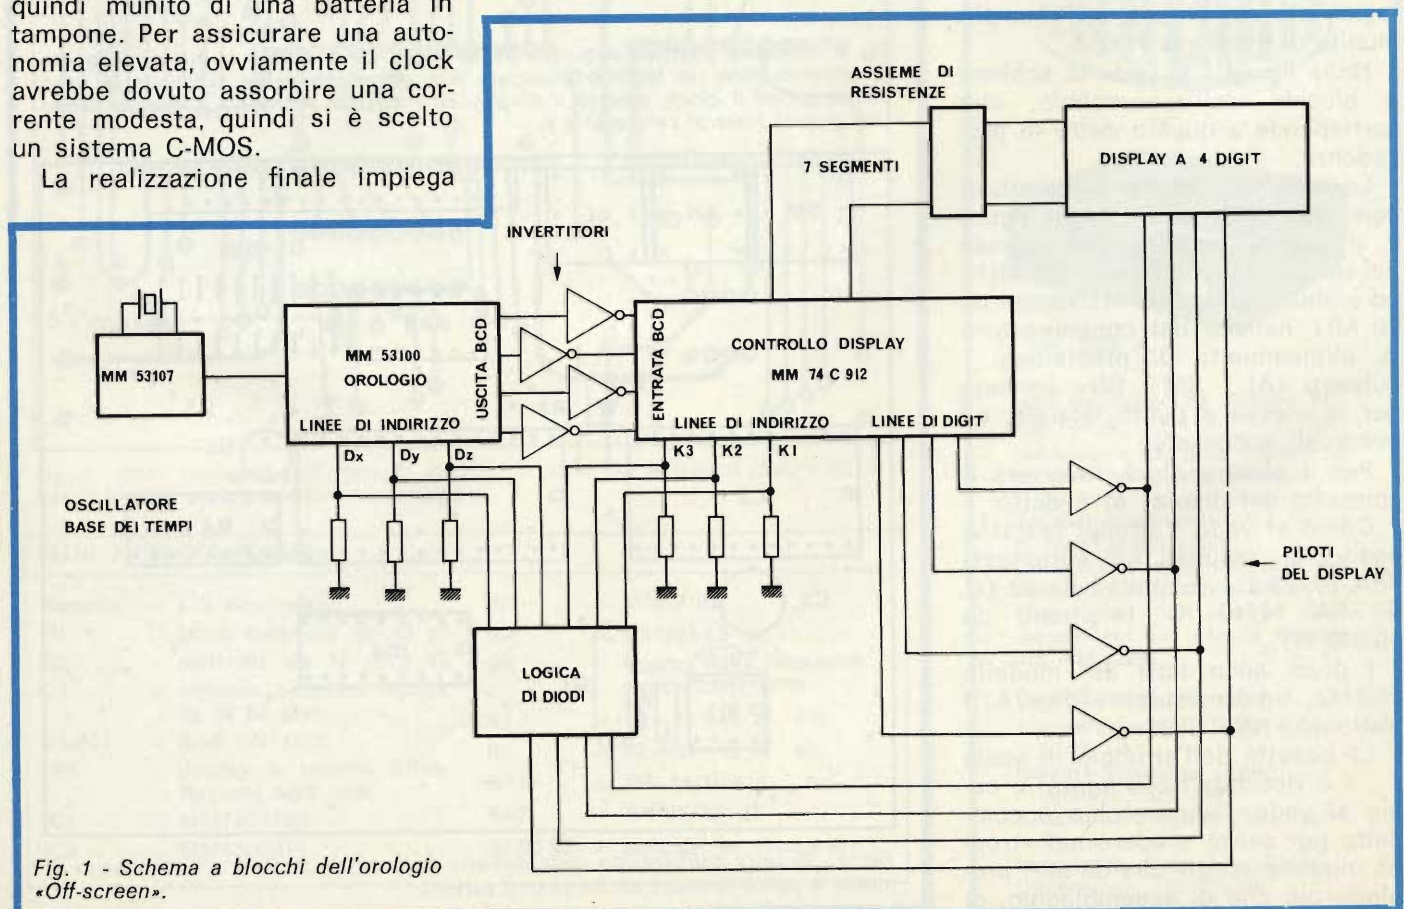 quindi munito di una batteria in
tampone. Per assicurare una auto-
nomia elevata, ovviamente il clock
avrebbe dovuto assorbire una cor-
rente modesta, quindi si è scelto
un sistema C-MOS.
La realizzazione finale impiega
ASSIEME DI
RESISTENZE
7 SEGMENTI
DISPLAY A 4 DIGIT
INVERTITORI
MM 53107
MM 53100
OROLOGIO
USCITA BCD
LINEE DI INDIRIZZO
Dx Dy Dz
ENTRATA BCD
CONTROLLO DISPLAY
MM 74 C 912
LINEE DI INDIRIZZO
LINEE DI DIGIT
K3 K2 K1
OSCILLATORE
BASE DEI TEMPI
PILOTI
DEL DISPLAY
LOGICA
DI DIODI
Fig. 1 - Schema a blocchi dell'orologio
«Off-screen».